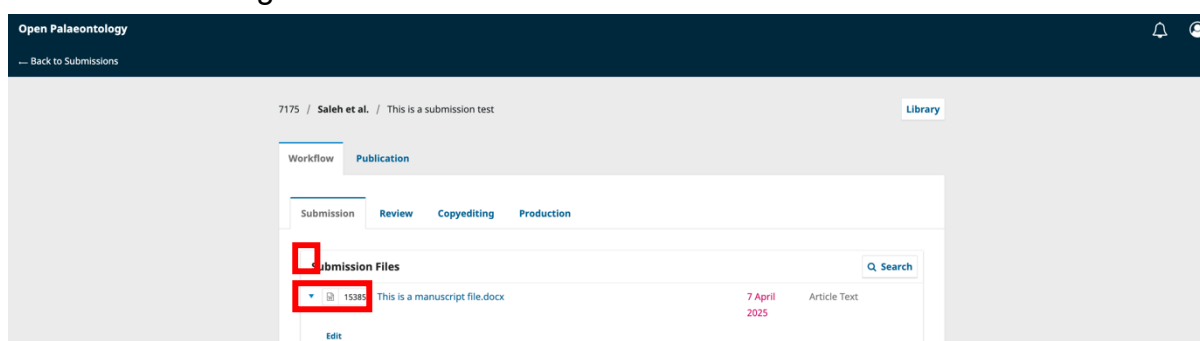 Open Palaeontology
← Back to Submissions
7175 / Saleh et al. / This is a submission test
Library
Workflow Publication
Submission Review Copyediting Production
Submission Files
Search
15385 This is a manuscript file.docx 7 April 2025 Article Text
Edit